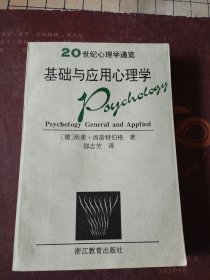 20世纪心理学通览
基础与应用心理学
Psychology
Psychology General and Applied
[德]雨果·闵斯特伯格 著
邵志芳 译
浙江教育出版社